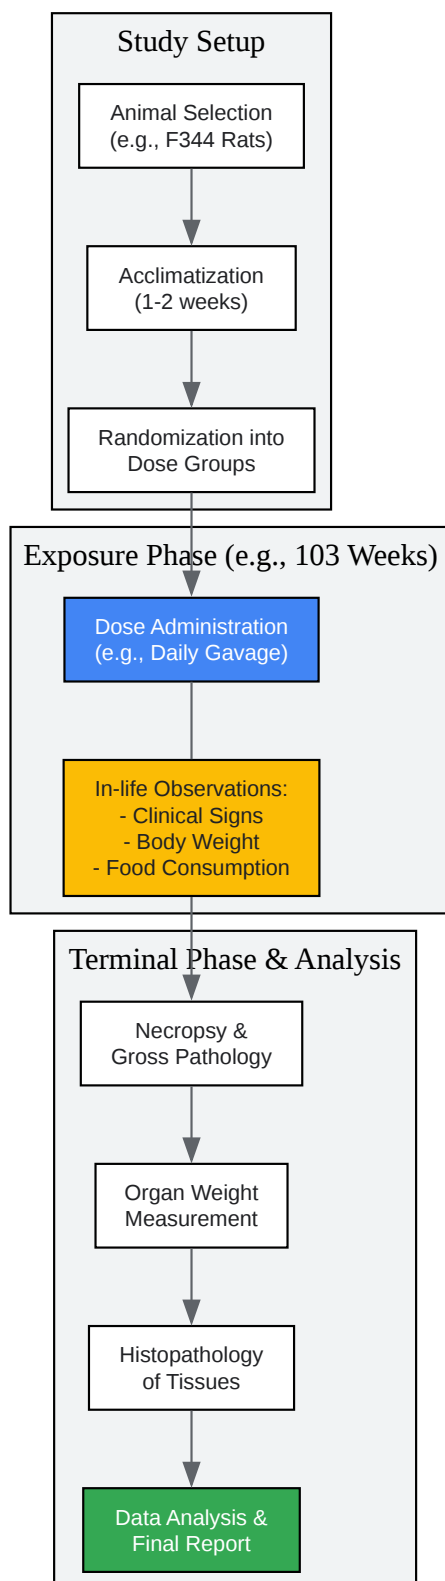 Study Setup
Animal Selection
(e.g., F344 Rats)
Acclimatization
(1-2 weeks)
Randomization into
Dose Groups
Exposure Phase (e.g., 103 Weeks)
Dose Administration
(e.g., Daily Gavage)
In-life Observations:
- Clinical Signs
- Body Weight
- Food Consumption
Terminal Phase & Analysis
Necropsy &
Gross Pathology
Organ Weight
Measurement
Histopathology
of Tissues
Data Analysis &
Final Report